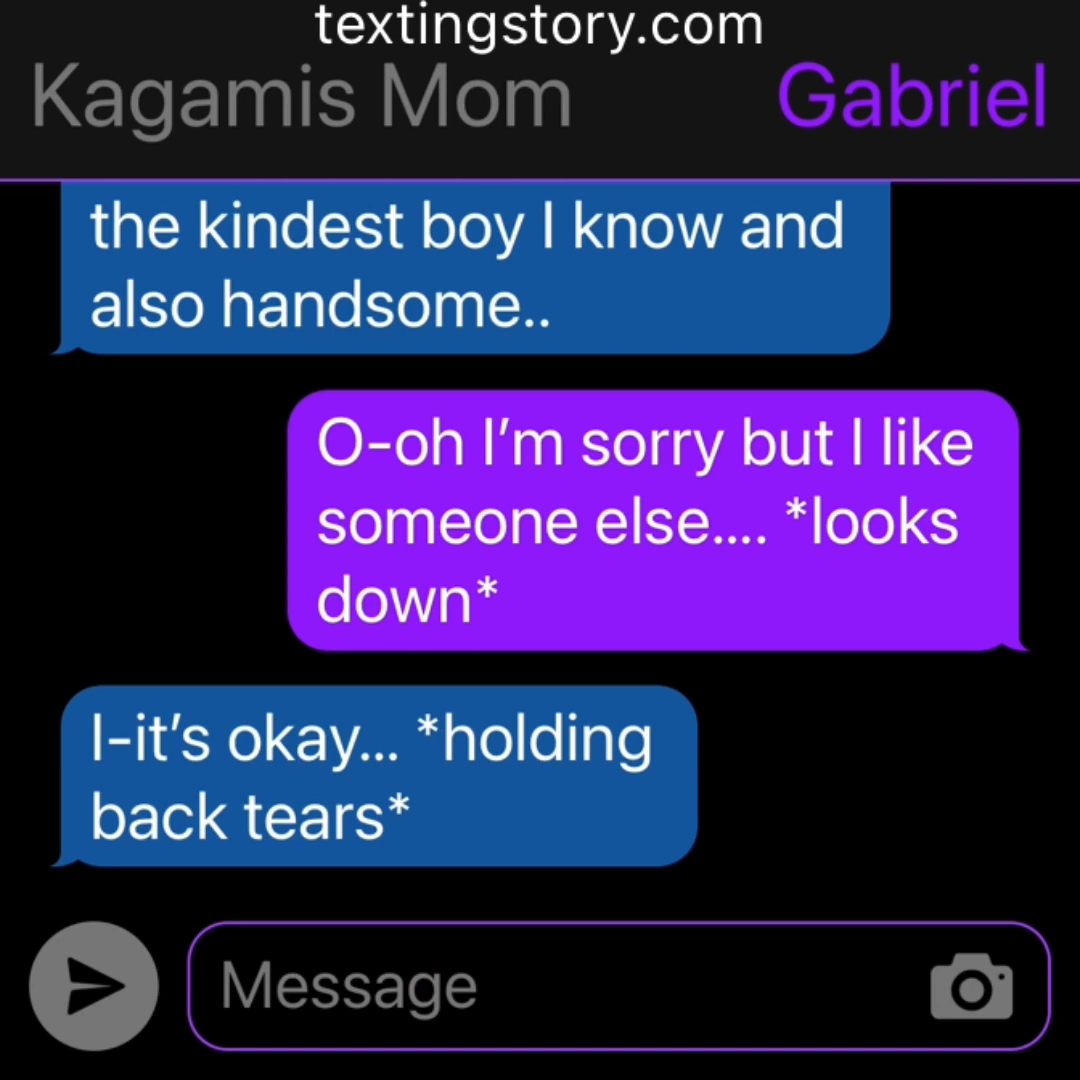 textingstory.com
Kagamis Mom Gabriel
the kindest boy I know and
also handsome..
O-oh I’m sorry but I like
someone else.... *looks
down*
I-it’s okay... *holding
back tears*
Message